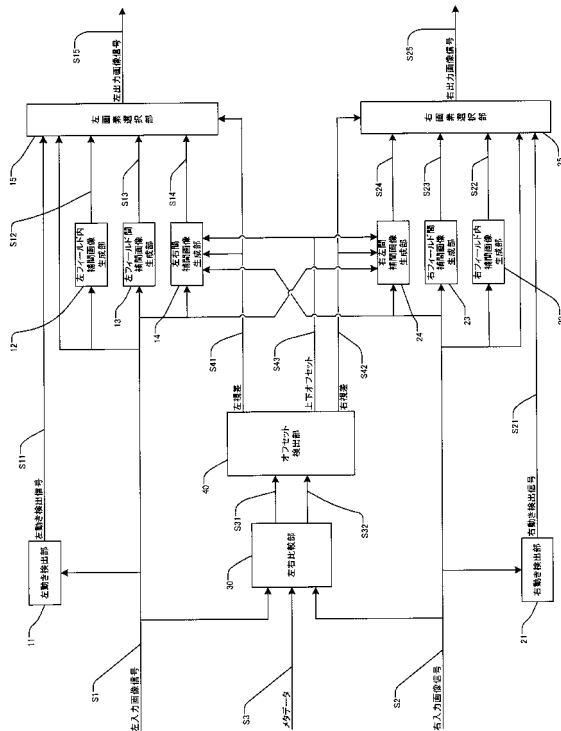 S1
左入力画像信号
S3
メタデータ
S2
右入力画像信号
11
左動き検出部
S11
左動き検出信号
30
左右比較部
S31
S32
40
オフセット
検出部
S41
左視差
S43
上下オフセット
S42
右視差
21
右動き検出部
S21
右動き検出信号
12
左フィールド内
補間画像
生成部
13
左フィールド間
補間画像
生成部
14
左右間
補間画像
生成部
24
右左間
補間画像
生成部
23
右フィールド間
補間画像
生成部
右フィールド内
補間画像
生成部
S12
S13
S14
S24
S23
S22
15
左画素選択部
S15
左出力画像信号
右画素選択部
25
S25
右出力画像信号